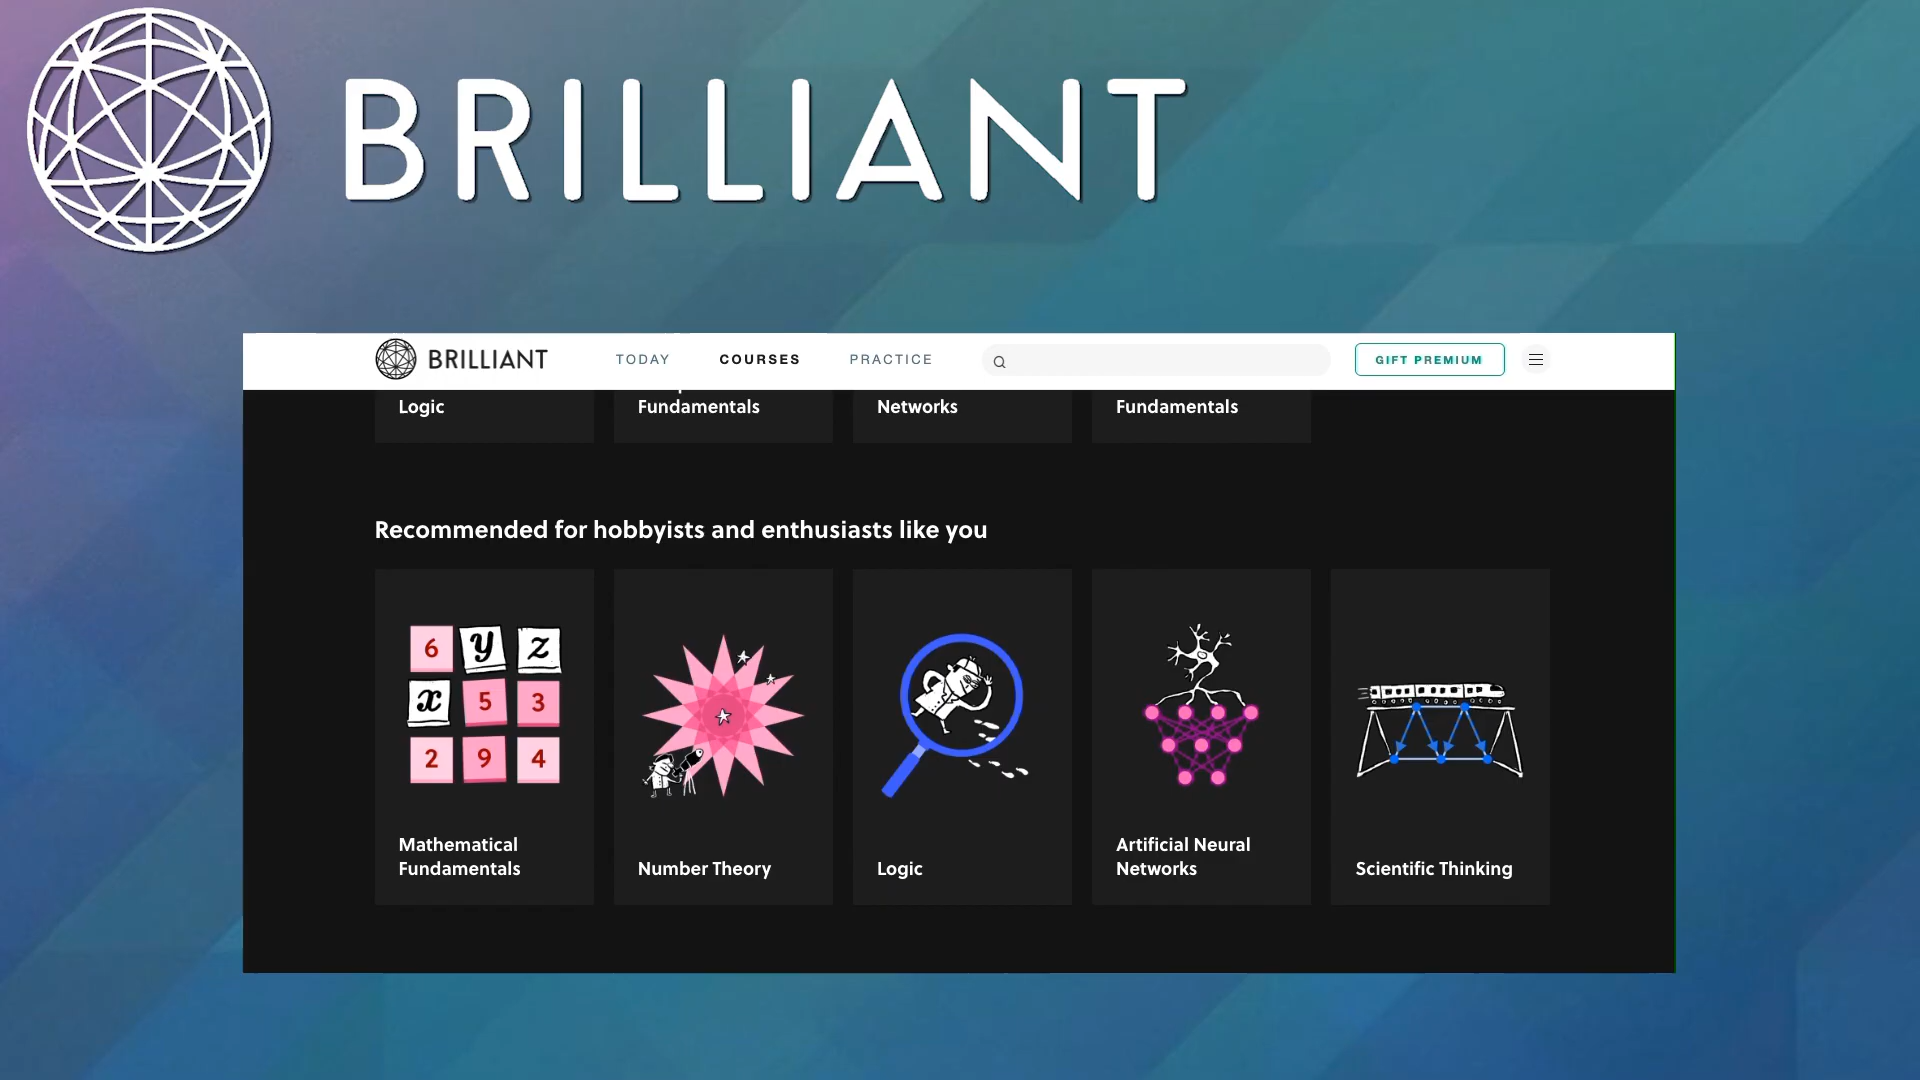 BRILLIANT
BRILLIANT TODAY COURSES PRACTICE GIFT PREMIUM
Logic
Fundamentals
Networks
Fundamentals
Recommended for hobbyists and enthusiasts like you
6 y z
x 5 3
2 9 4
Mathematical
Fundamentals
Number Theory
Logic
Artificial Neural
Networks
Scientific Thinking